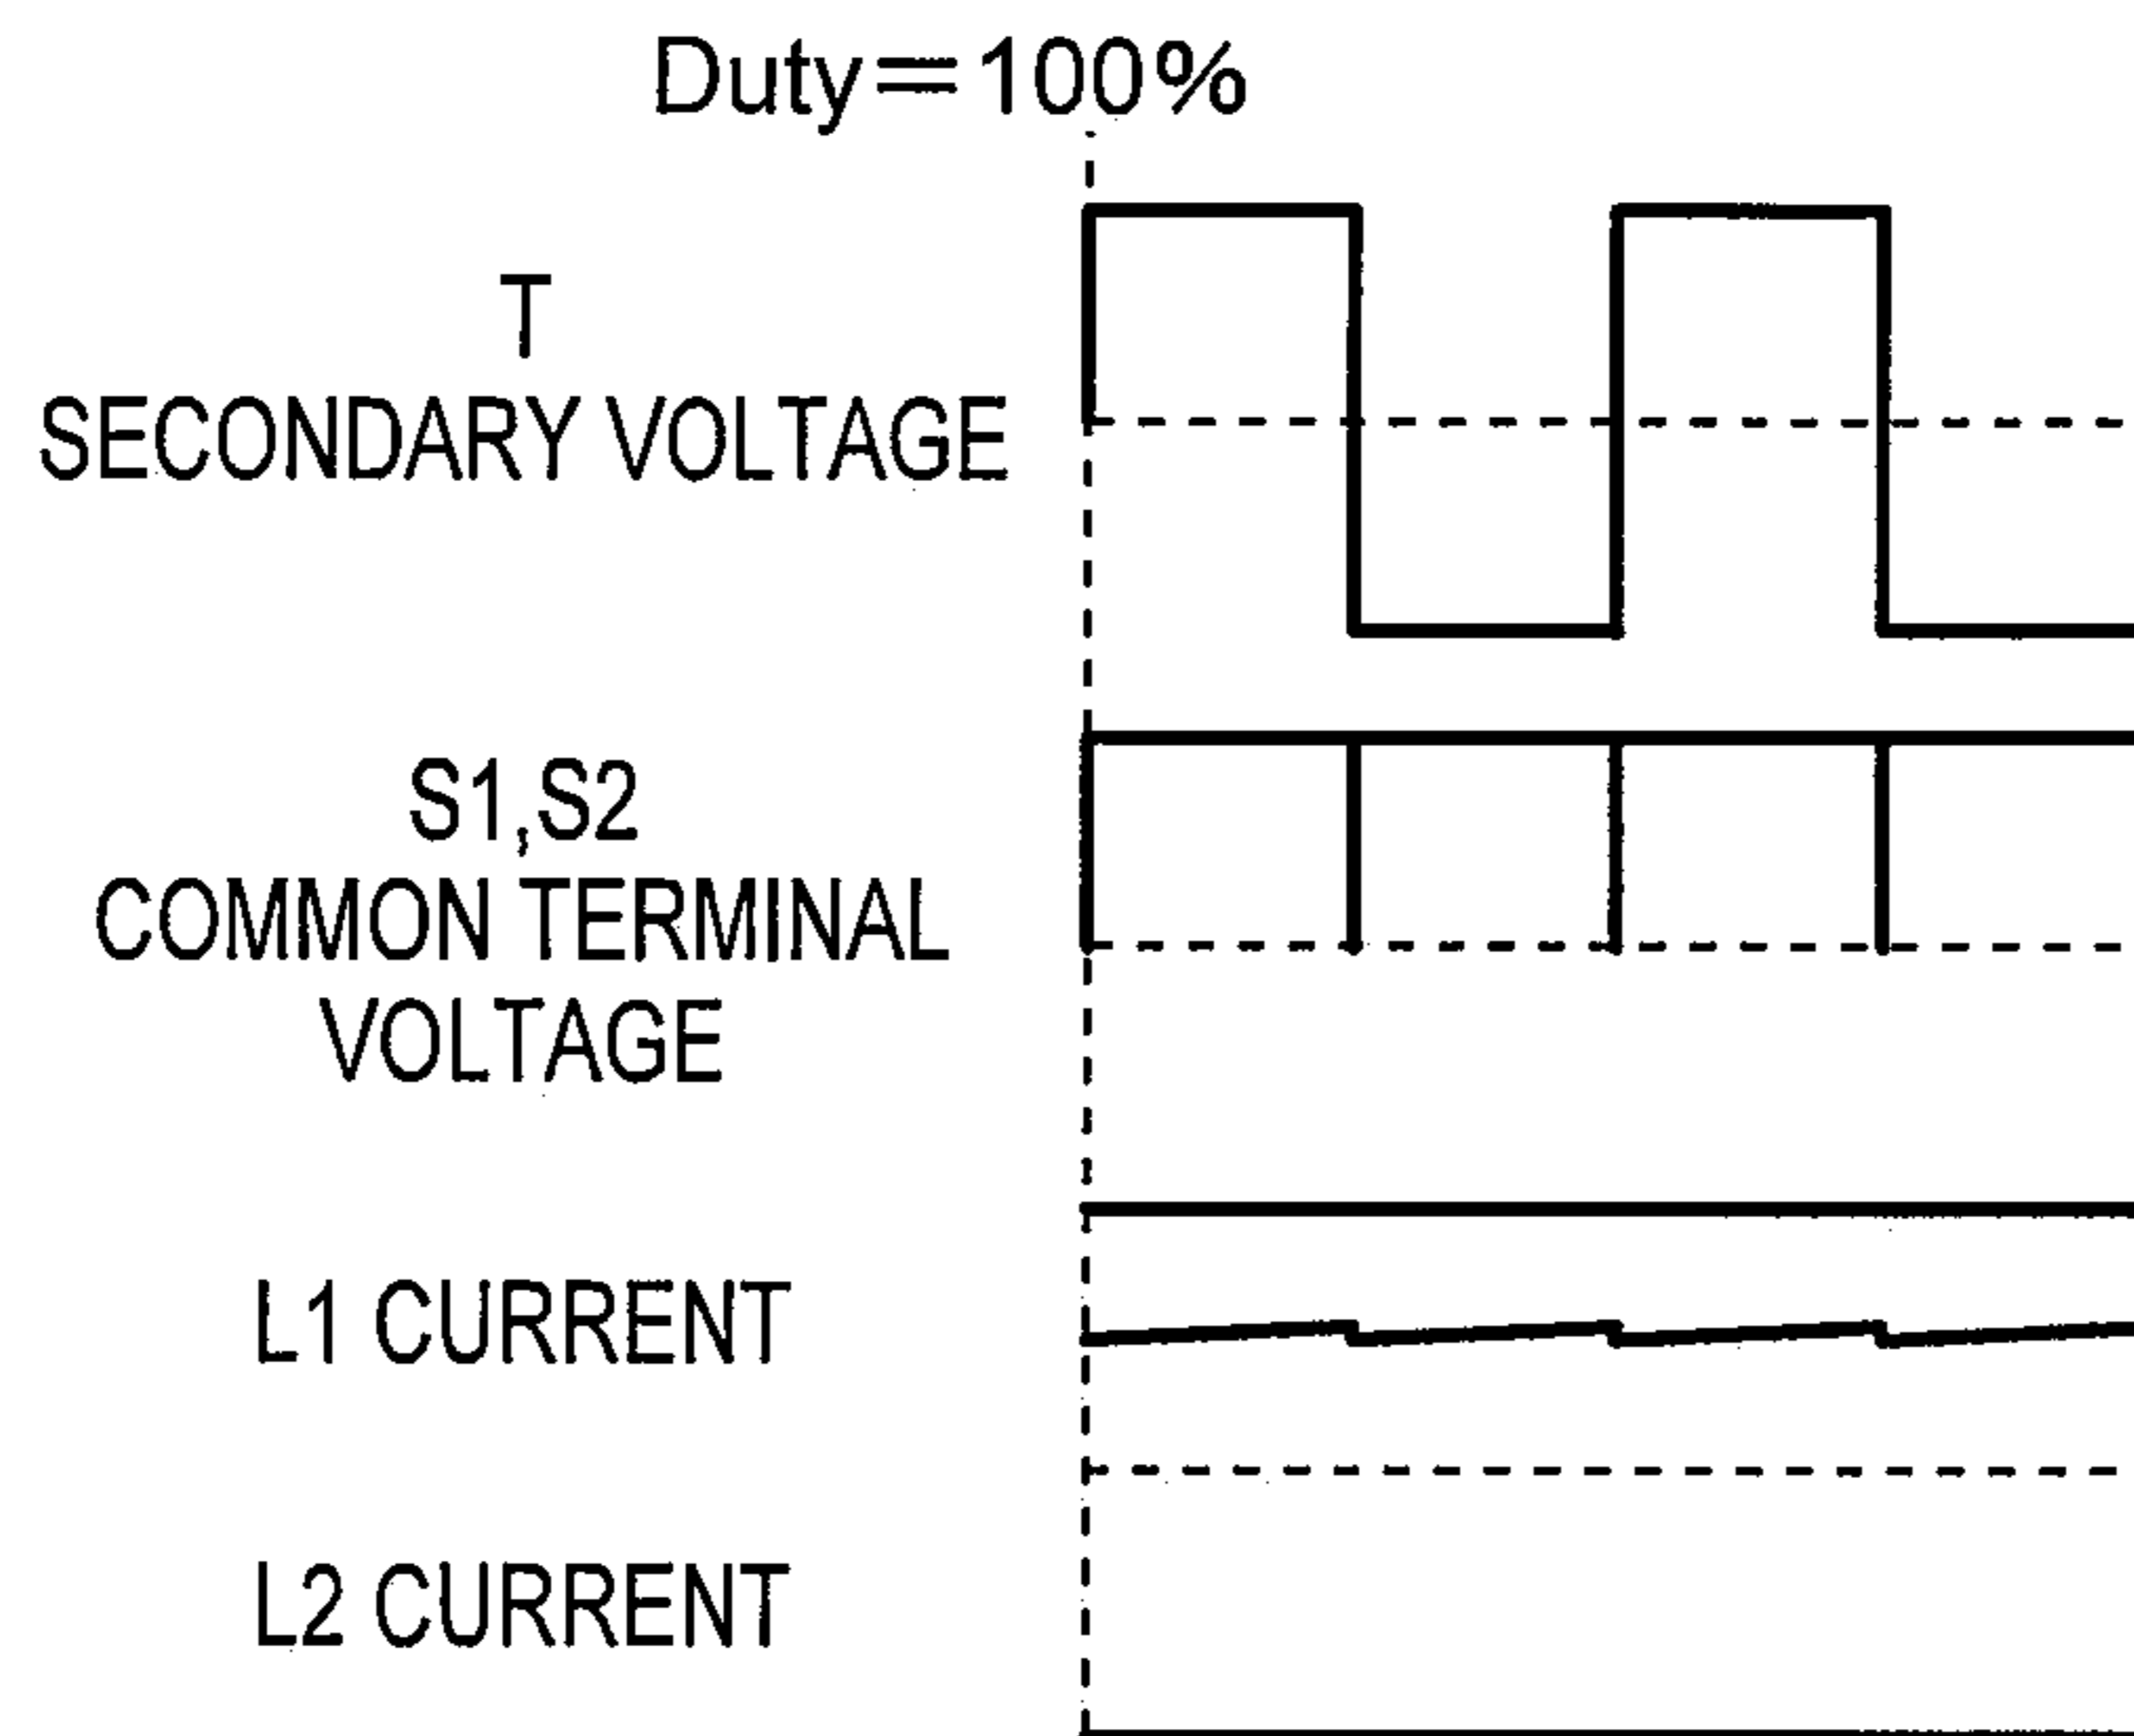 Duty=100%
T
SECONDARY VOLTAGE
S1,S2
COMMON TERMINAL
VOLTAGE
L1 CURRENT
L2 CURRENT